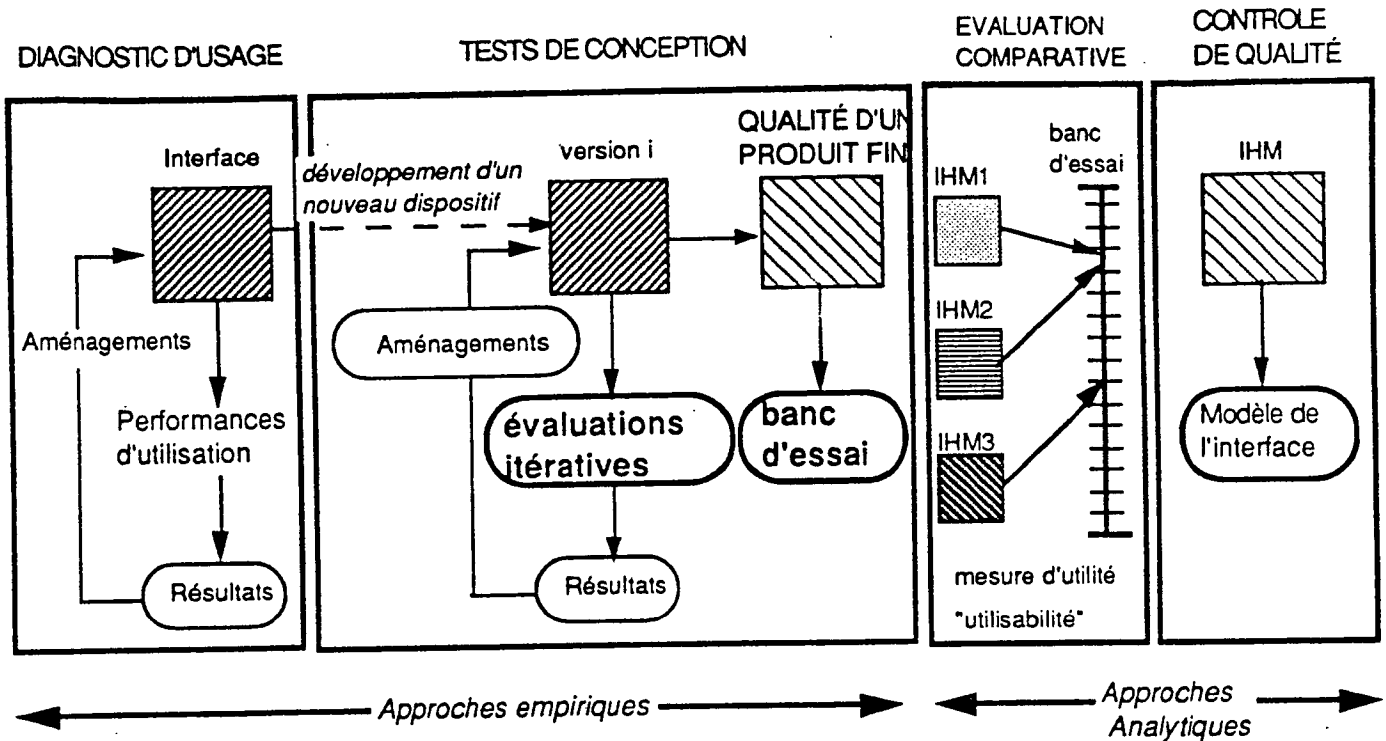 DIAGNOSTIC D'USAGE
Interface
Aménagements
Performances
d'utilisation
Résultats
TESTS DE CONCEPTION
développement d'un
nouveau dispositif
version i
QUALITÉ D'UN
PRODUIT FIN
Aménagements
évaluations
itératives
banc
d'essai
Résultats
EVALUATION
COMPARATIVE
banc
d'essai
IHM1
IHM2
IHM3
mesure d'utilité
"utilisabilité"
CONTROLE
DE QUALITÉ
IHM
Modèle de
l'interface
Approches empiriques
Approches
Analytiques